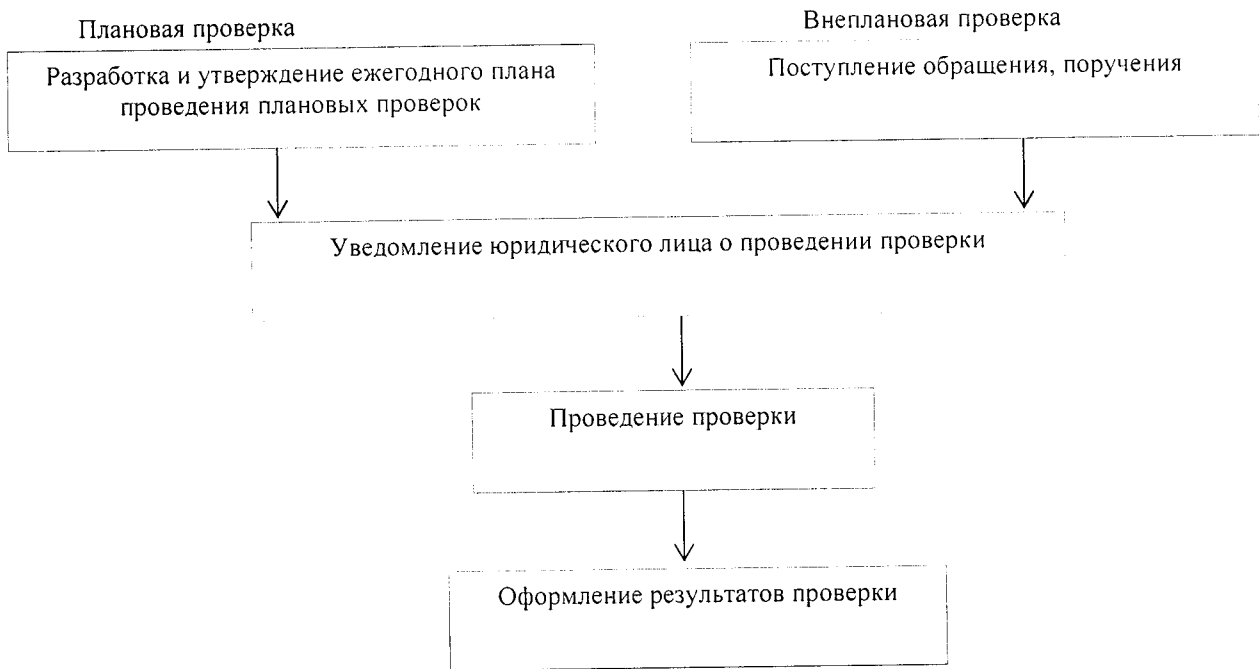 Плановая проверка
Внеплановая проверка
Разработка и утверждение ежегодного плана
проведения плановых проверок
Поступление обращения, поручения
Уведомление юридического лица о проведении проверки
Проведение проверки
Оформление результатов проверки